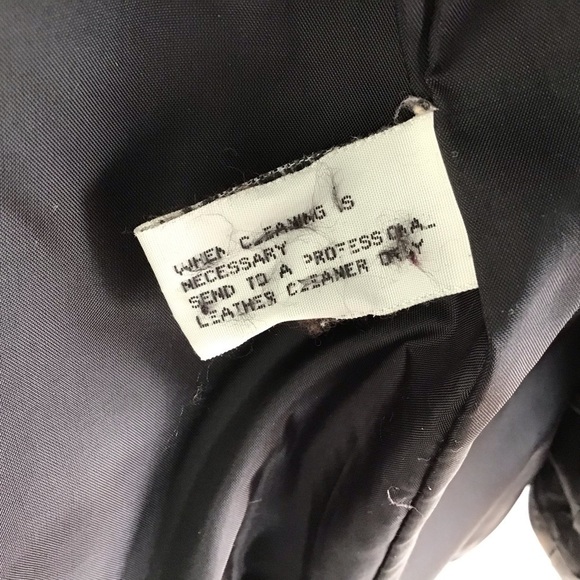 WHEN CLEANING IS
NECESSARY
SEND TO A PROFESSIONAL
LEATHER CLEANER ONLY